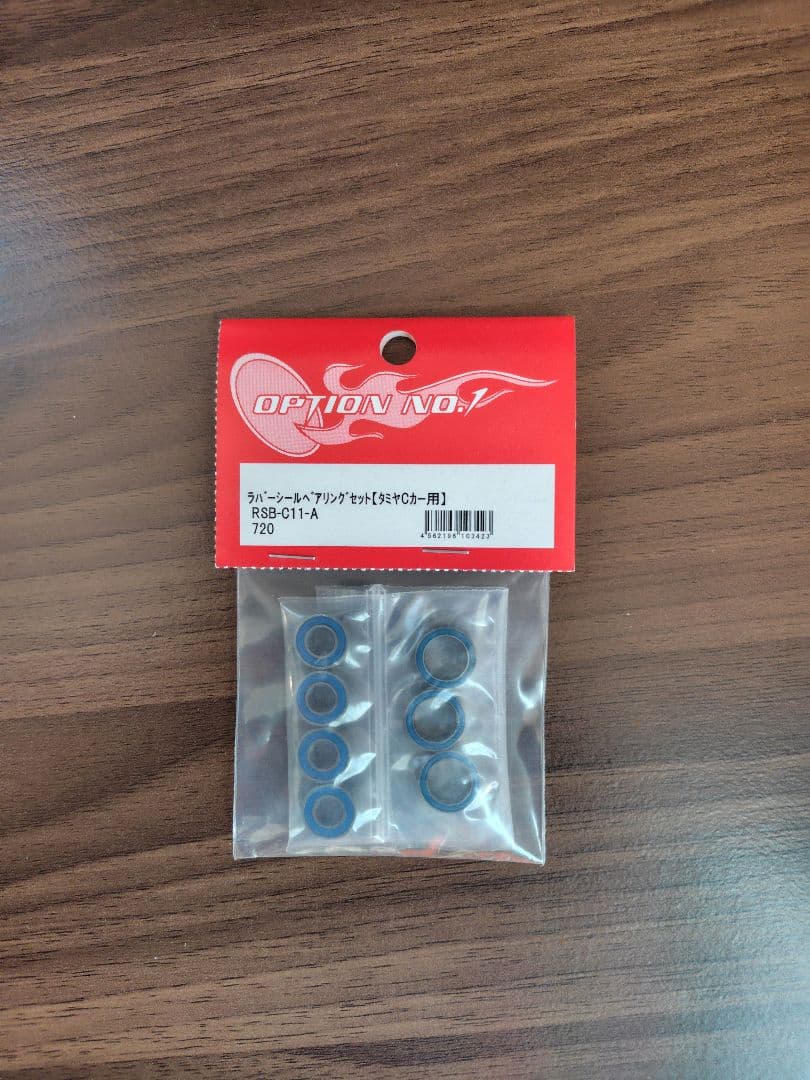 OPTION NO.1
ﾗﾊﾞｰシールﾍﾞｱﾘﾝｸﾞｾｯﾄ【ﾀﾐﾔCカー用】
RSB-C11-A
720
4562196103423